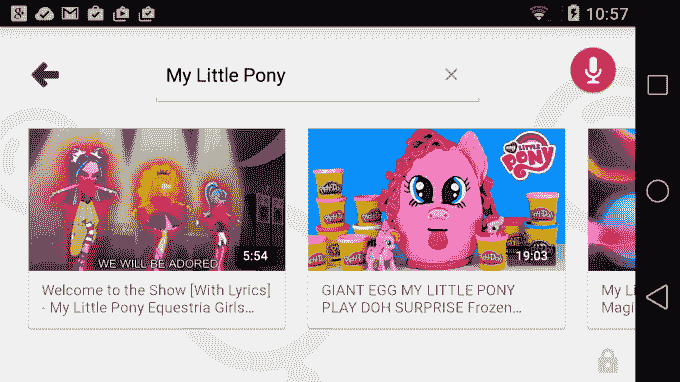 10:57
My Little Pony
WE WILL BE ADORED
5:54
Welcome to the Show [With Lyrics]
- My Little Pony Equestria Girls...
MY LITTLE
PONY
19:03
GIANT EGG MY LITTLE PONY
PLAY DOH SURPRISE Frozen...
My Li
Magi